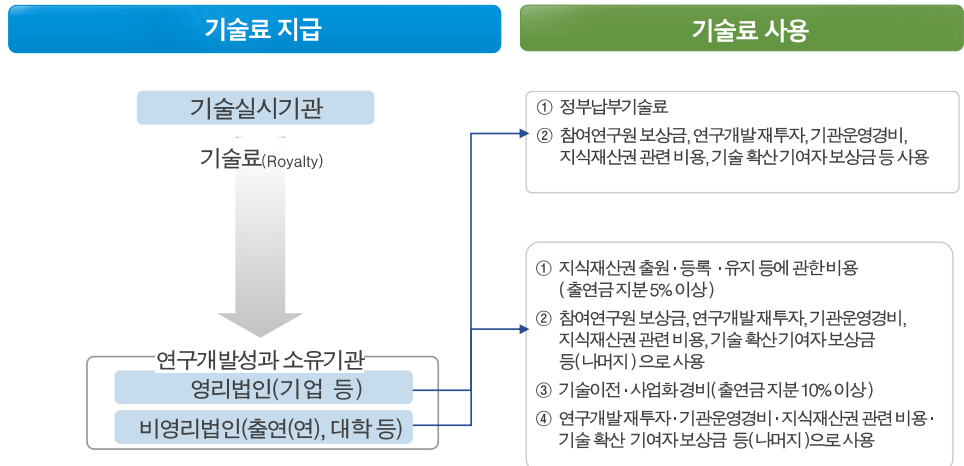 기술료 지급
기술료 사용
기술실시기관
기술료(Royalty)
연구개발성과 소유기관
영리법인(기업 등)
비영리법인(출연(연), 대학 등)
① 정부납부기술료
② 참여연구원 보상금, 연구개발 재투자, 기관운영경비,
지식재산권 관련 비용, 기술 확산 기여자 보상금 등 사용
① 지식재산권 출원·등록·유지 등에 관한 비용
(출연금 지분 5% 이상)
② 참여연구원 보상금, 연구개발 재투자, 기관운영경비,
지식재산권 관련 비용, 기술 확산 기여자 보상금
등(나머지)으로 사용
③ 기술이전·사업화 경비(출연금 지분 10% 이상)
④ 연구개발 재투자·기관운영경비·지식재산권 관련 비용·
기술 확산 기여자 보상금 등(나머지)으로 사용